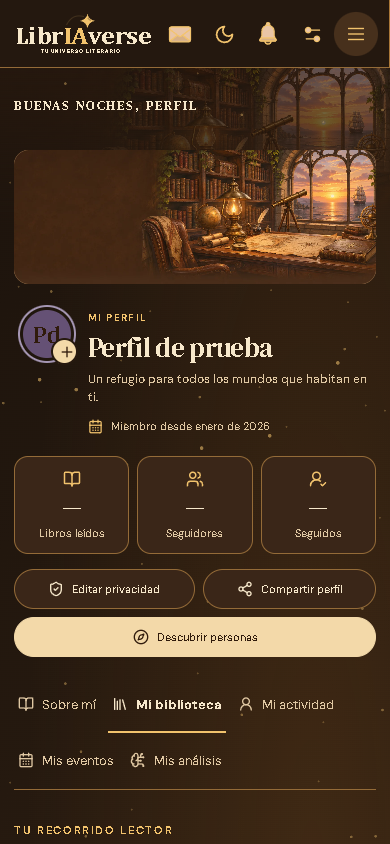 LibrIAverse
TU UNIVERSO LITERARIO
BUENAS NOCHES, PERFIL
Pd
MI PERFIL
Perfil de prueba
Un refugio para todos los mundos que habitan en
ti.
Miembro desde enero de 2026
— — —
Libros leídos Seguidores Seguidos
Editar privacidad Compartir perfil
Descubrir personas
Sobre mí Mi biblioteca Mi actividad
Mis eventos Mis análisis
TU RECORRIDO LECTOR